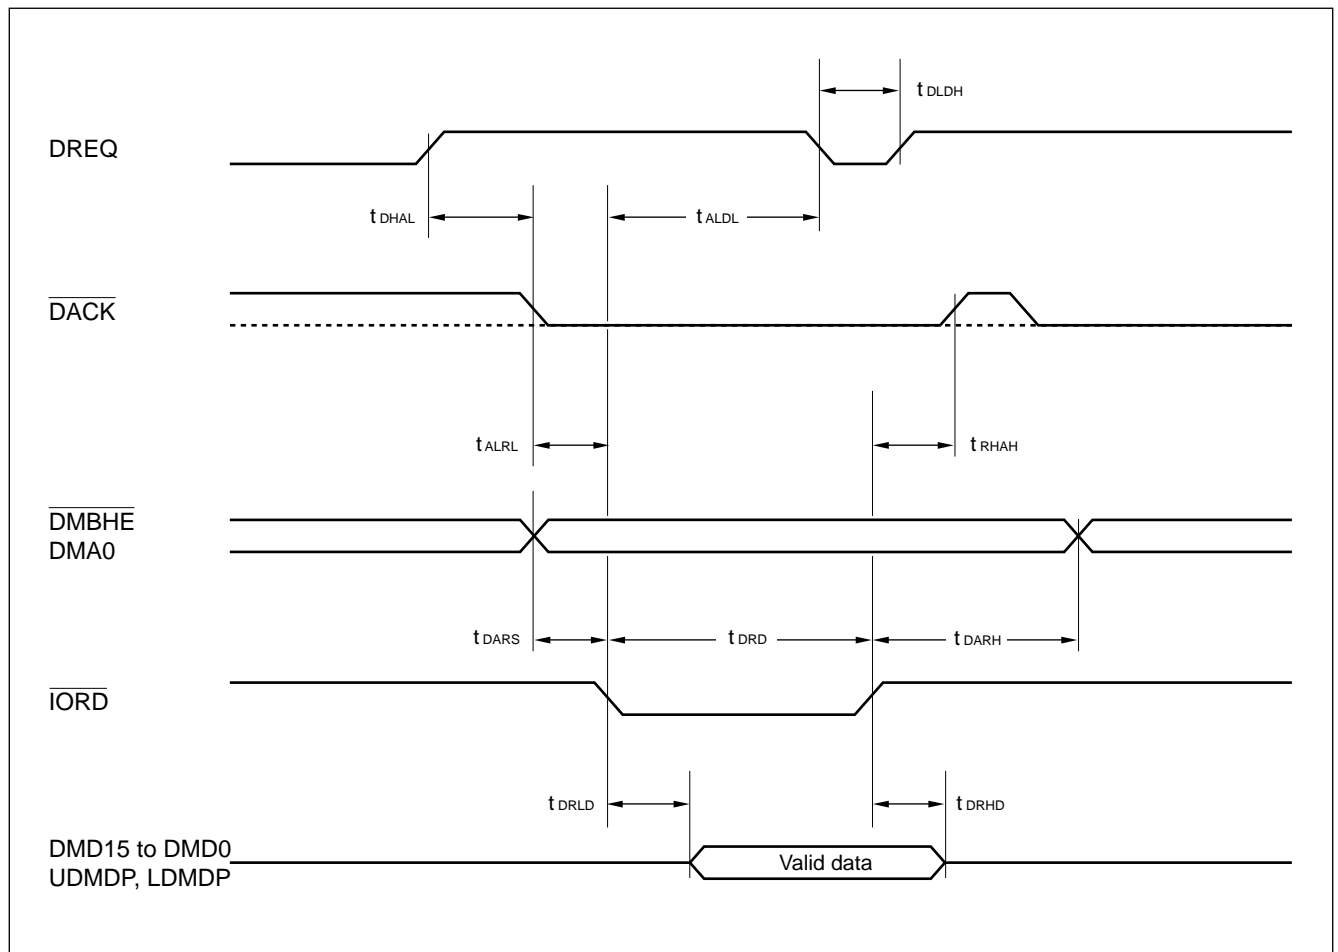 t DLDH
DREQ
t DHAL
t ALDL
DACK
t ALRL
t RHAH
DMBHE
DMA0
t DARS
t DRD
t DARH
IORD
t DRLD
t DRHD
DMD15 to DMD0
UDMDP, LDMDP
Valid data